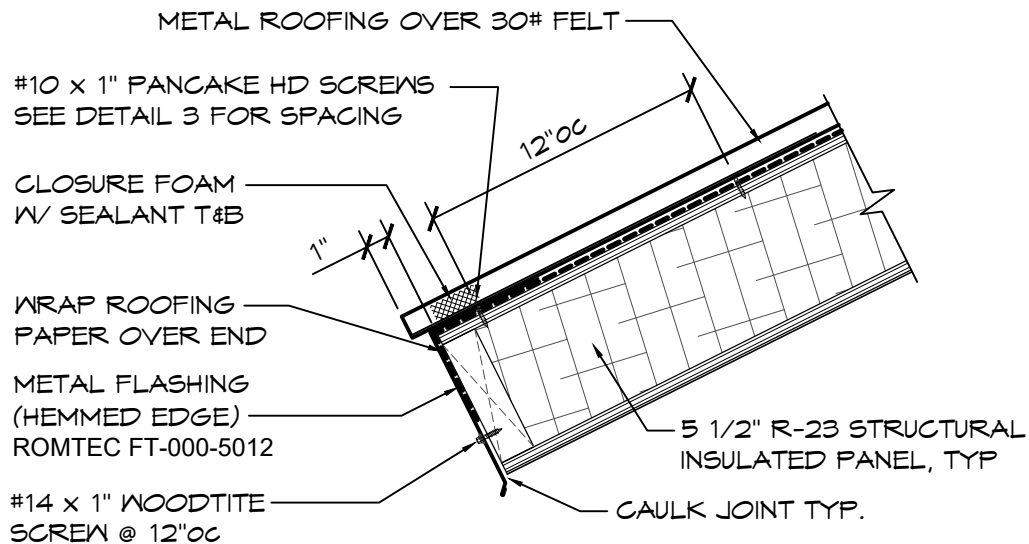 METAL ROOFING OVER 30# FELT
#10 x 1" PANCAKE HD SCREWS
SEE DETAIL 3 FOR SPACING
12"OC
CLOSURE FOAM
W/ SEALANT T&B
1"
WRAP ROOFING
PAPER OVER END
METAL FLASHING
(HEMMED EDGE)
ROMTEC FT-000-5012
5 1/2" R-23 STRUCTURAL
INSULATED PANEL, TYP
#14 x 1" WOODTITE
SCREW @ 12"OC
CAULK JOINT TYP.